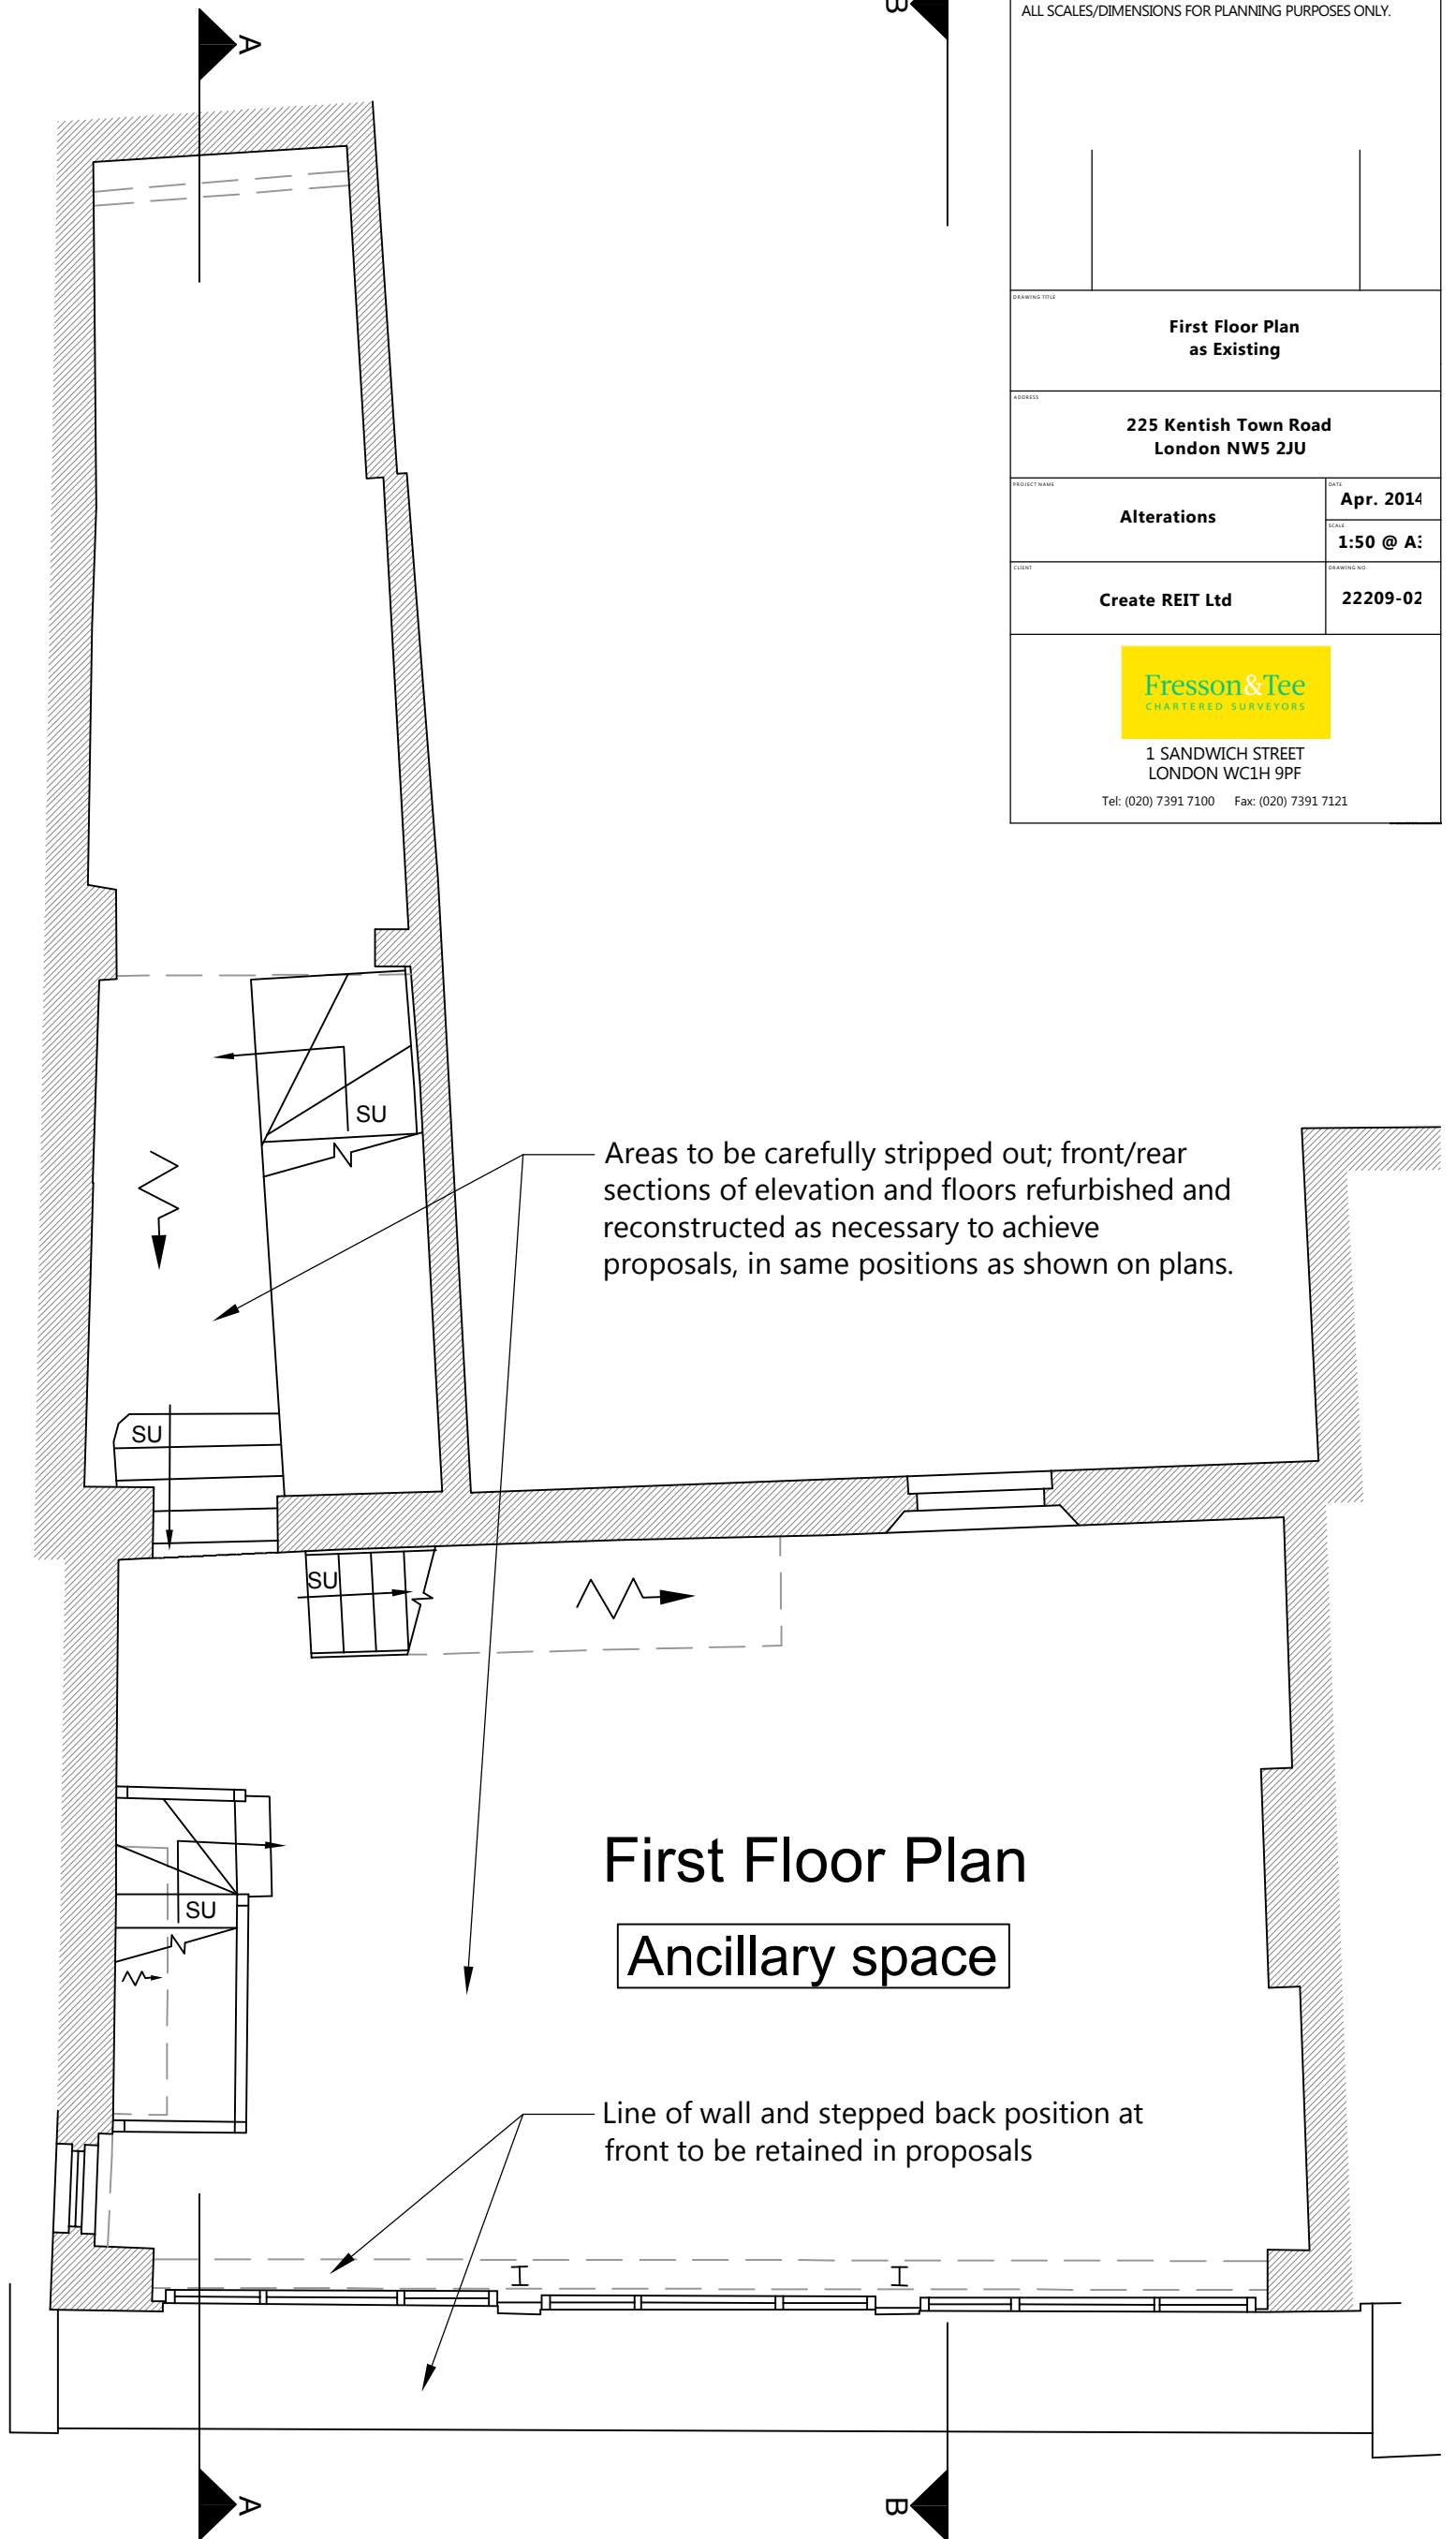 ALL SCALES/DIMENSIONS FOR PLANNING PURPOSES ONLY.
A
B
DRAWING TITLE
First Floor Plan
as Existing
ADDRESS
225 Kentish Town Road
London NW5 2JU
PROJECT NAME
Alterations
DATE
Apr. 2014
SCALE
1:50 @ A3
CLIENT
Create REIT Ltd
DRAWING NO.
22209-02
Fresson&Tee
CHARTERED SURVEYORS
1 SANDWICH STREET
LONDON WC1H 9PF
Tel: (020) 7391 7100 Fax: (020) 7391 7121
SU
Areas to be carefully stripped out; front/rear
sections of elevation and floors refurbished and
reconstructed as necessary to achieve
proposals, in same positions as shown on plans.
SU
SU
First Floor Plan
SU
Ancillary space
Line of wall and stepped back position at
front to be retained in proposals
A
B